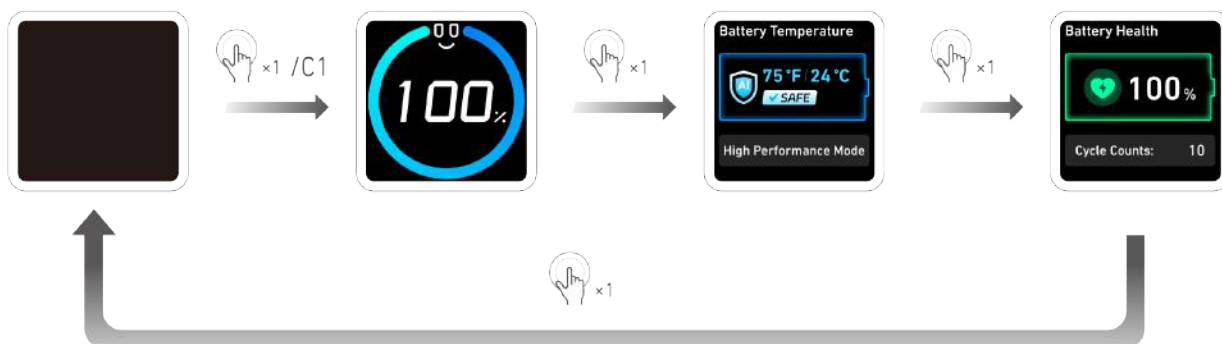 ×1 /C1
100%
×1
Battery Temperature
AI
75°F 24°C
SAFE
High Performance Mode
×1
Battery Health
100%
Cycle Counts: 10
×1